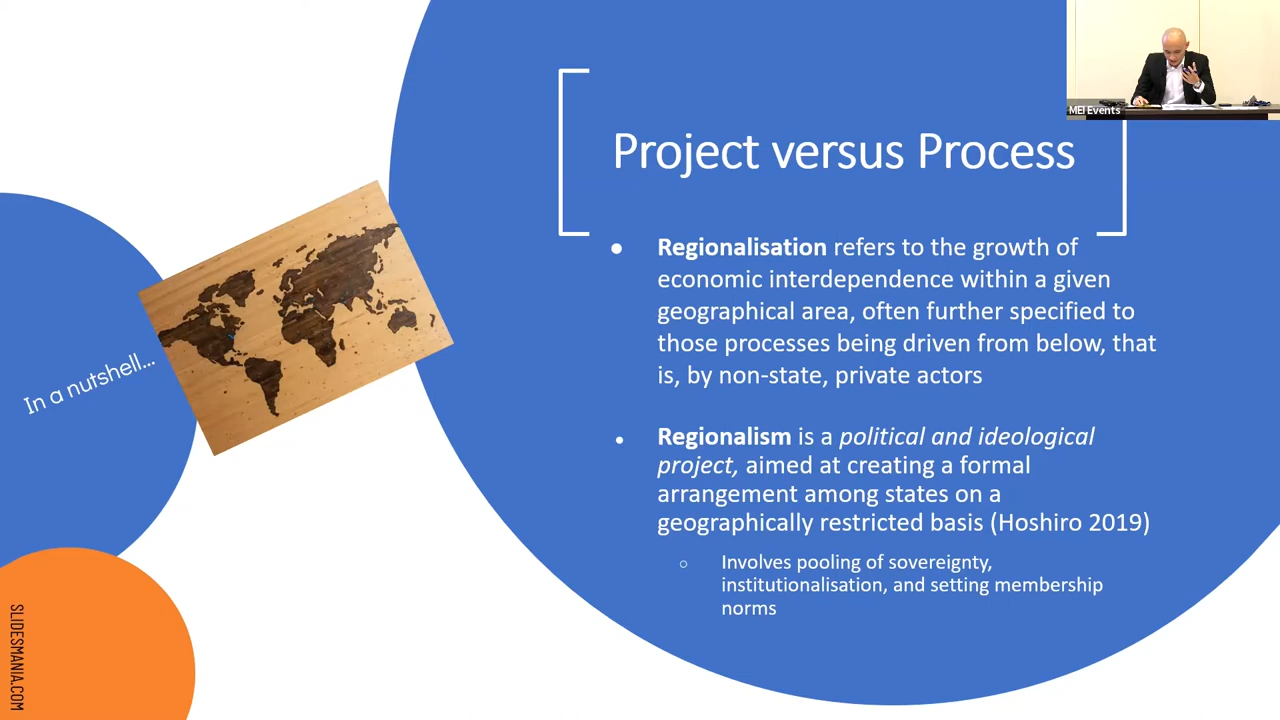 MEI Events
Project versus Process
In a nutshell...
● Regionalisation refers to the growth of
economic interdependence within a given
geographical area, often further specified to
those processes being driven from below, that
is, by non-state, private actors
● Regionalism is a political and ideological
project, aimed at creating a formal
arrangement among states on a
geographically restricted basis (Hoshiro 2019)
○ Involves pooling of sovereignty,
institutionalisation, and setting membership
norms
SLIDESMANIA.COM